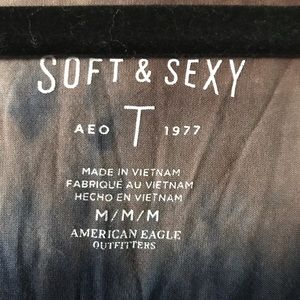 SOFT & SEXY
AEO T 1977
MADE IN VIETNAM
FABRIQUÉ AU VIETNAM
HECHO EN VIETNAM
M/M/M
AMERICAN EAGLE
OUTFITTERS